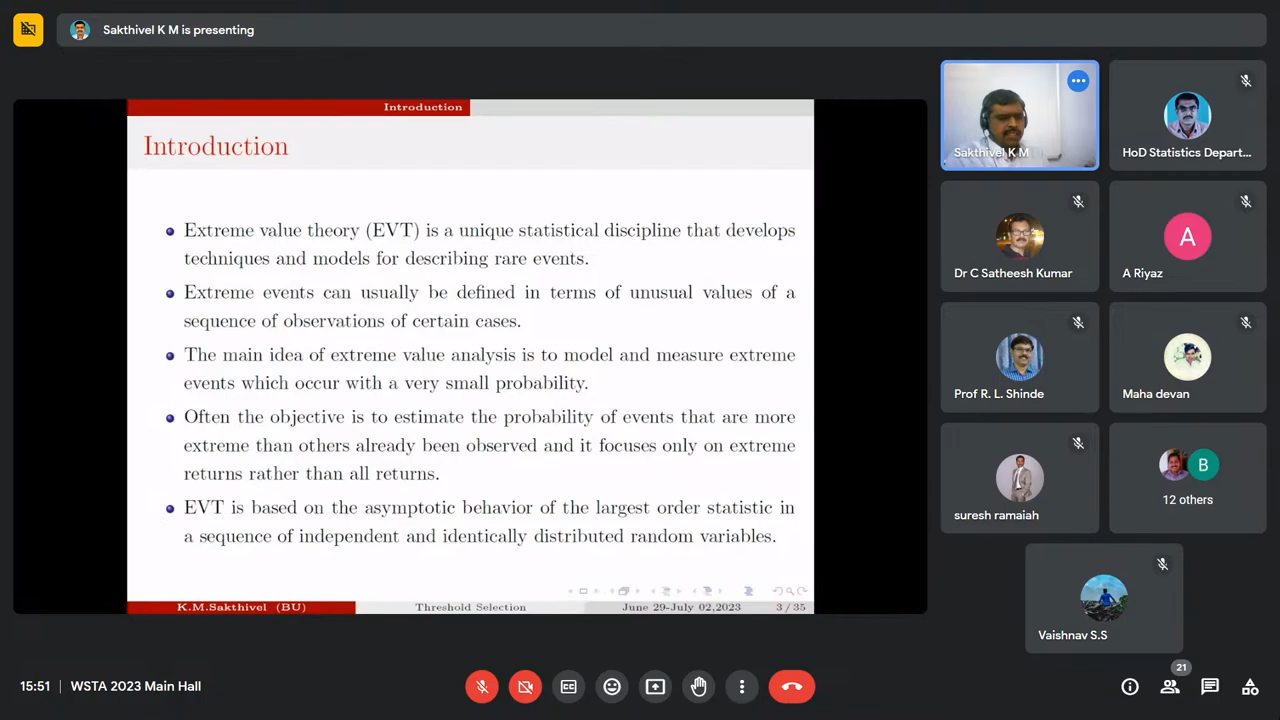 Sakthivel K M is presenting
Introduction
Introduction
Extreme value theory (EVT) is a unique statistical discipline that develops
techniques and models for describing rare events.
Extreme events can usually be defined in terms of unusual values of a
sequence of observations of certain cases.
The main idea of extreme value analysis is to model and measure extreme
events which occur with a very small probability.
Often the objective is to estimate the probability of events that are more
extreme than others already been observed and it focuses only on extreme
returns rather than all returns.
EVT is based on the asymptotic behavior of the largest order statistic in
a sequence of independent and identically distributed random variables.
K.M.Sakthivel (BU)
Threshold Selection
June 29-July 02,2023
3 / 35
Sakthivel K M
HoD Statistics Depart...
Dr C Satheesh Kumar
A
A Riyaz
Prof R. L. Shinde
Maha devan
suresh ramaiah
B
12 others
Vaishnav S.S
15:51
WSTA 2023 Main Hall
CC
21